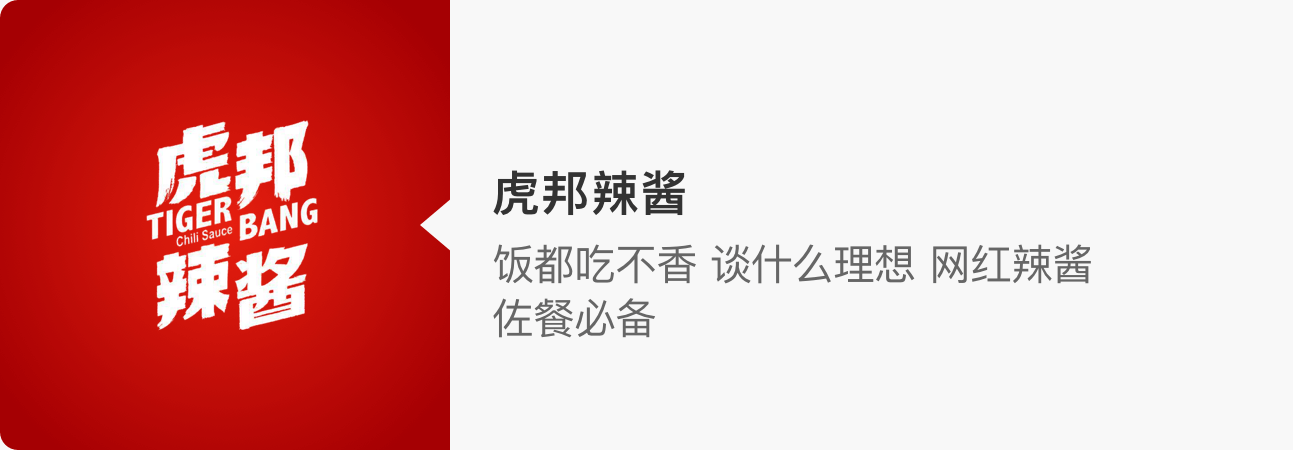 虎邦
TIGER BANG
Chili Sauce
辣酱
虎邦辣酱
饭都吃不香 谈什么理想 网红辣酱
佐餐必备